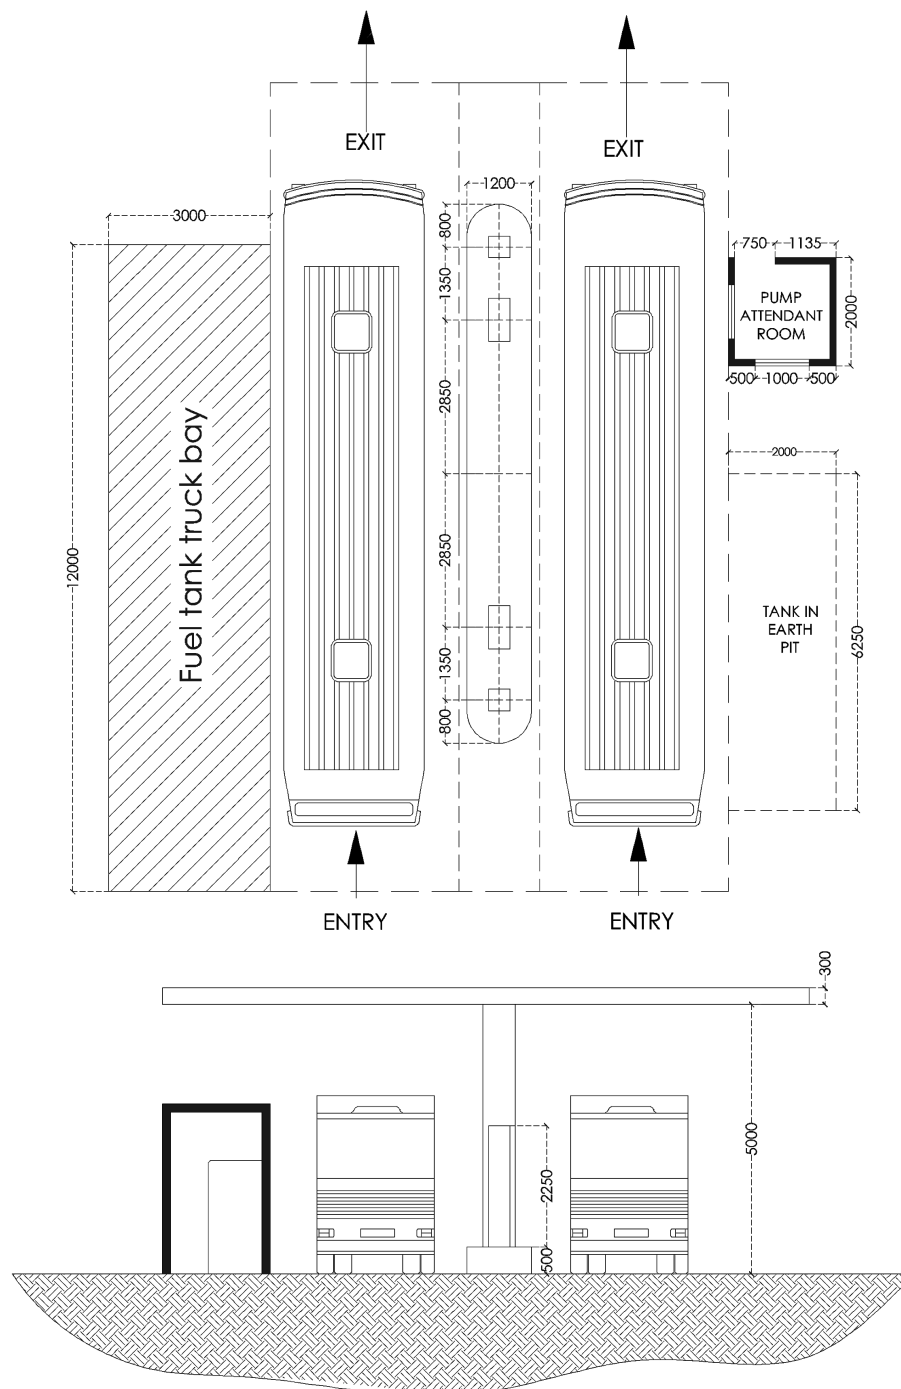 EXIT
EXIT
1200
3000
800
750
1135
1350
PUMP
ATTENDANT
ROOM
2000
500
1000
500
2850
Fuel tank truck bay
2000
12000
2850
TANK IN
EARTH
PIT
6250
1350
800
ENTRY
ENTRY
300
5000
2250
500